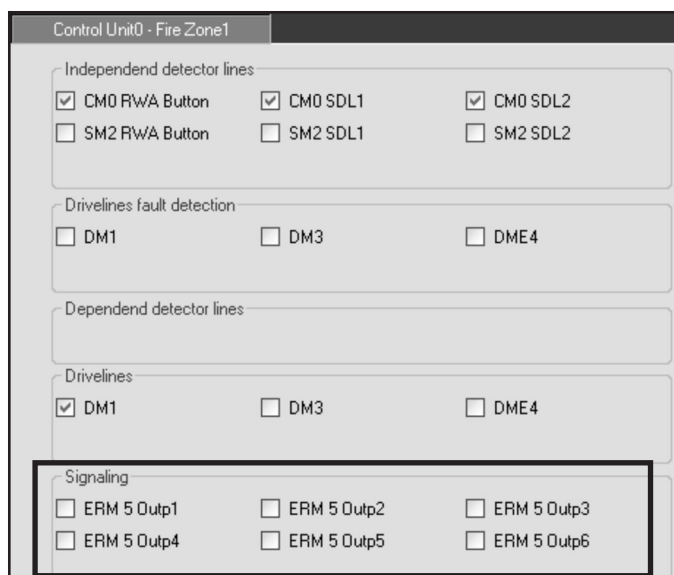 Control Unit0 - Fire Zone1
Independend detector lines
CM0 RWA Button CM0 SDL1 CM0 SDL2
SM2 RWA Button SM2 SDL1 SM2 SDL2
Drivelines fault detection
DM1 DM3 DME4
Dependend detector lines
Drivelines
DM1 DM3 DME4
Signaling
ERM 5 Outp1 ERM 5 Outp2 ERM 5 Outp3
ERM 5 Outp4 ERM 5 Outp5 ERM 5 Outp6